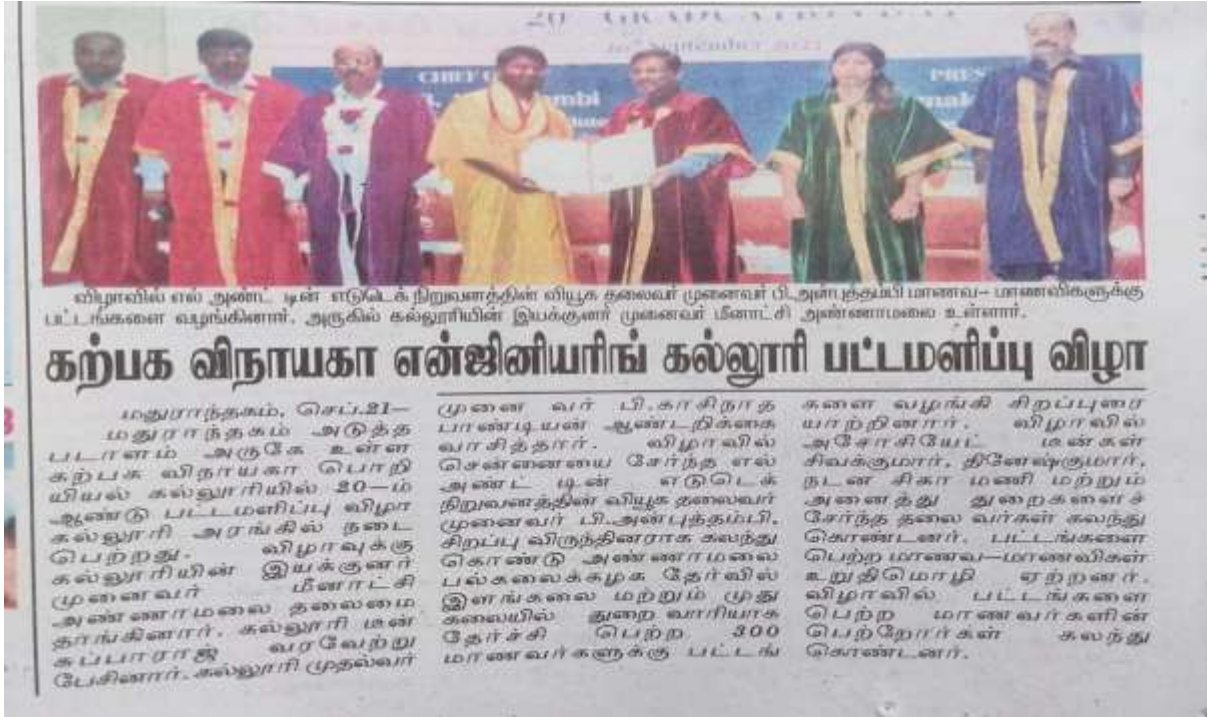 CHIEF
PRES
விழாவில் எல் அண்ட் டின் எடுடெக் நிறுவனத்தின் வியூக தலைவர் முனைவர் பி.அன்புத்தம்பி மாணவ- மாணவிகளுக்கு
பட்டங்களை வழங்கினார். அருகில் கல்லூரியின் இயக்குனர் முனைவர் மீனாட்சி அண்ணாமலை உள்ளார்.
கற்பக விநாயகா என்ஜினியரிங் கல்லூரி பட்டமளிப்பு விழா
மதுராந்தகம், செப்.21-
மதுராந்தகம் அடுத்த
படாளம் அருகே உள்ள
கற்பக விநாயகா பொறி
யியல் கல்லூரியில் 20-ம்
ஆண்டு பட்டமளிப்பு விழா
கல்லூரி அரங்கில் நடை
பெற்றது. விழாவுக்கு
கல்லூரியின் இயக்குனர்
முனைவர் மீனாட்சி
அண்ணாமலை தலைமை
தாங்கினார். கல்லூரி டீன்
சுப்பாராஜ் வரவேற்று
பேசினார். கல்லூரி முதல்வர்
முனை வர் பி.காசிநாத
பாண்டியன் ஆண்டறிக்கை
வாசித்தார். விழாவில்
சென்னையை சேர்ந்த எல்
அண்ட் டின் எடுடெக்
நிறுவனத்தின் வியூக தலைவர்
முனைவர் பி.அன்புத்தம்பி,
சிறப்பு விருந்தினராக கலந்து
கொண்டு அண்ணாமலை
பல்கலைக்கழக தேர்வில்
இளங்கலை மற்றும் முது
கலையில் துறை வாரியாக
தேர்ச்சி பெற்ற 300
மாணவர்களுக்கு பட்டங்
களை வழங்கி சிறப்புரை
யாற்றினார். விழாவில்
அசோசியேட் டீன்கள்
சிவக்குமார், தினேஷ்குமார்,
நடன சிகா மணி மற்றும்
அனைத்து துறைகளைச்
சேர்ந்த தலை வர்கள் கலந்து
கொண்டனர். பட்டங்களை
பெற்ற மாணவ-மாணவிகள்
உறுதிமொழி ஏற்றனர்.
விழாவில் பட்டங்களை
பெற்ற மாணவர்களின்
பெற்றோர்கள் கலந்து
கொண்டனர்.